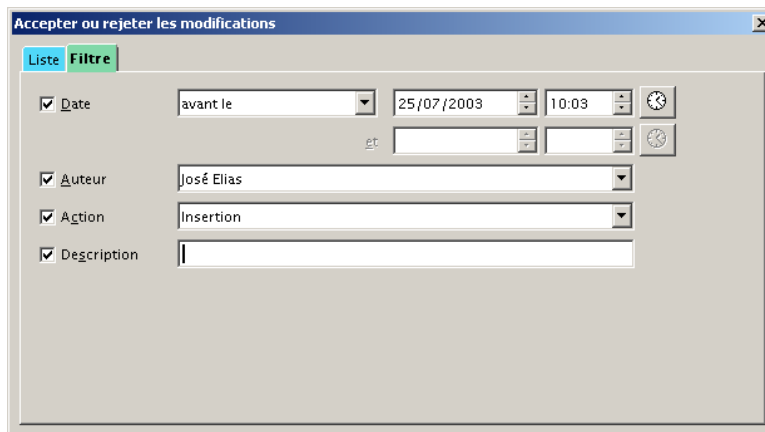 Accepter ou rejeter les modifications
Liste Filtre
Date avant le 25/07/2003 10:03
et
Auteur José Elias
Action Insertion
Description